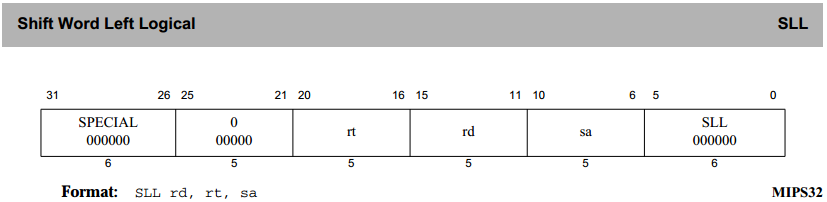 Shift Word Left Logical SLL
31 26 25 21 20 16 15 11 10 6 5 0
SPECIAL 0 rt rd sa SLL
000000 00000 000000
6 5 5 5 5 6
Format: SLL rd, rt, sa MIPS32